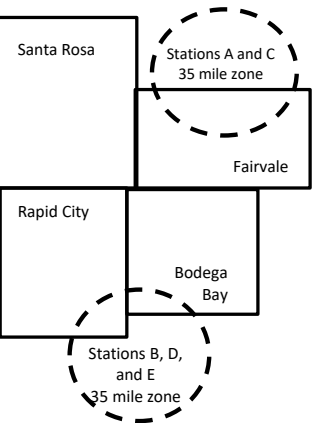 Santa Rosa
Stations A and C
35 mile zone
Fairvale
Rapid City
Bodega
Bay
Stations B, D,
and E
35 mile zone